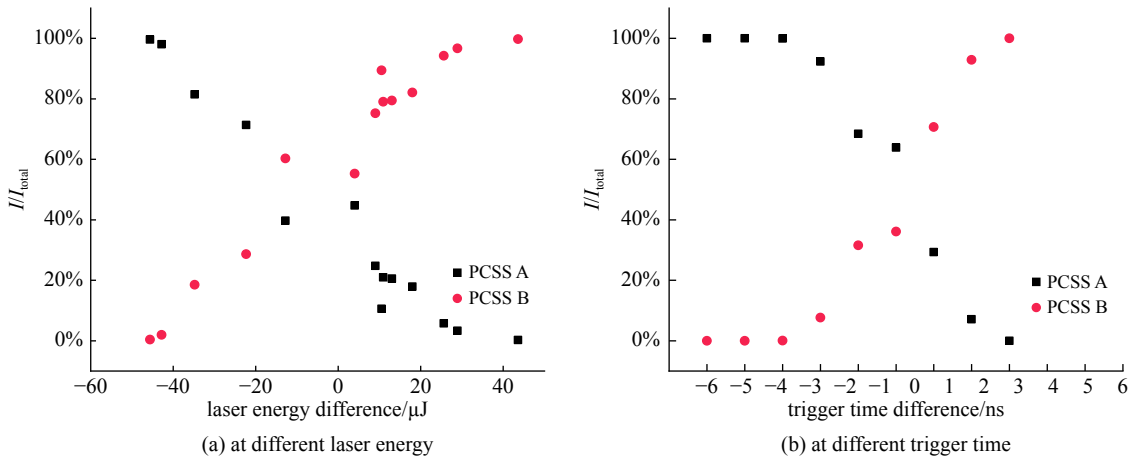 100%
80%
60%
40%
20%
0%
I/I_total
PCSS A
PCSS B
−60 −40 −20 0 20 40
laser energy difference/μJ
(a) at different laser energy
100%
80%
60%
40%
20%
0%
I/I_total
PCSS A
PCSS B
−6 −5 −4 −3 −2 −1 0 1 2 3 4 5 6
trigger time difference/ns
(b) at different trigger time